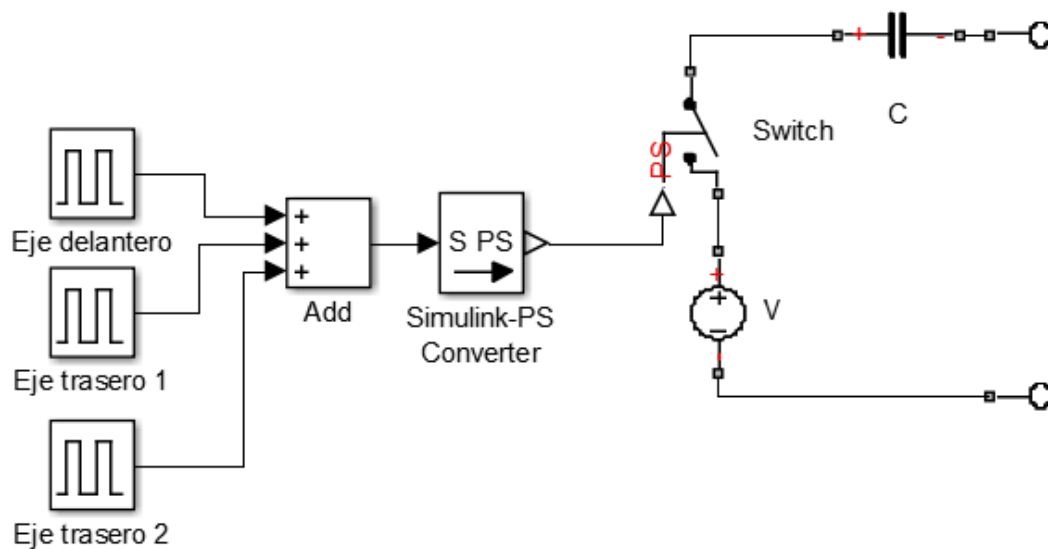 +
-
C
Switch
PS
Eje delantero
+
+
+
Add
S PS
Simulink-PS
Converter
+
+
−
V
-
Eje trasero 1
Eje trasero 2